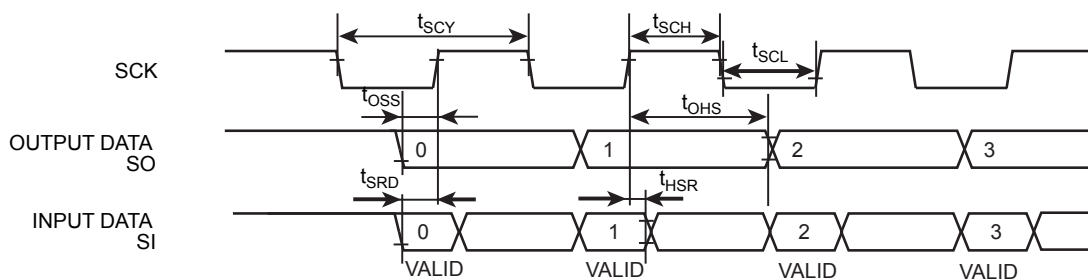 tSCY
tSCH
SCK
tSCL
tOSS
tOHS
OUTPUT DATA
SO
0
1
2
3
tSRD
tHSR
INPUT DATA
SI
0
1
2
3
VALID
VALID
VALID
VALID